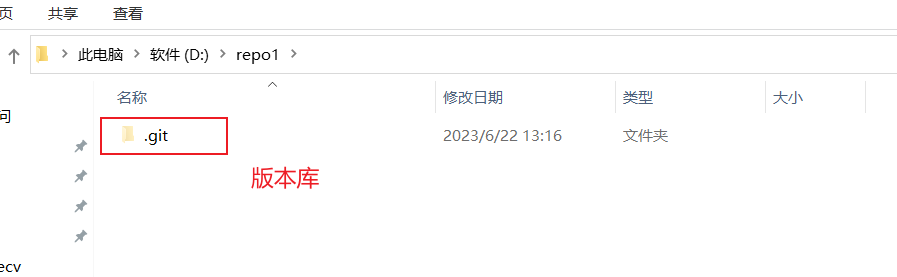 页 共享 查看
此电脑 软件 (D:) repo1
名称 修改日期 类型 大小
问
.git 2023/6/22 13:16 文件夹
版本库
ecv